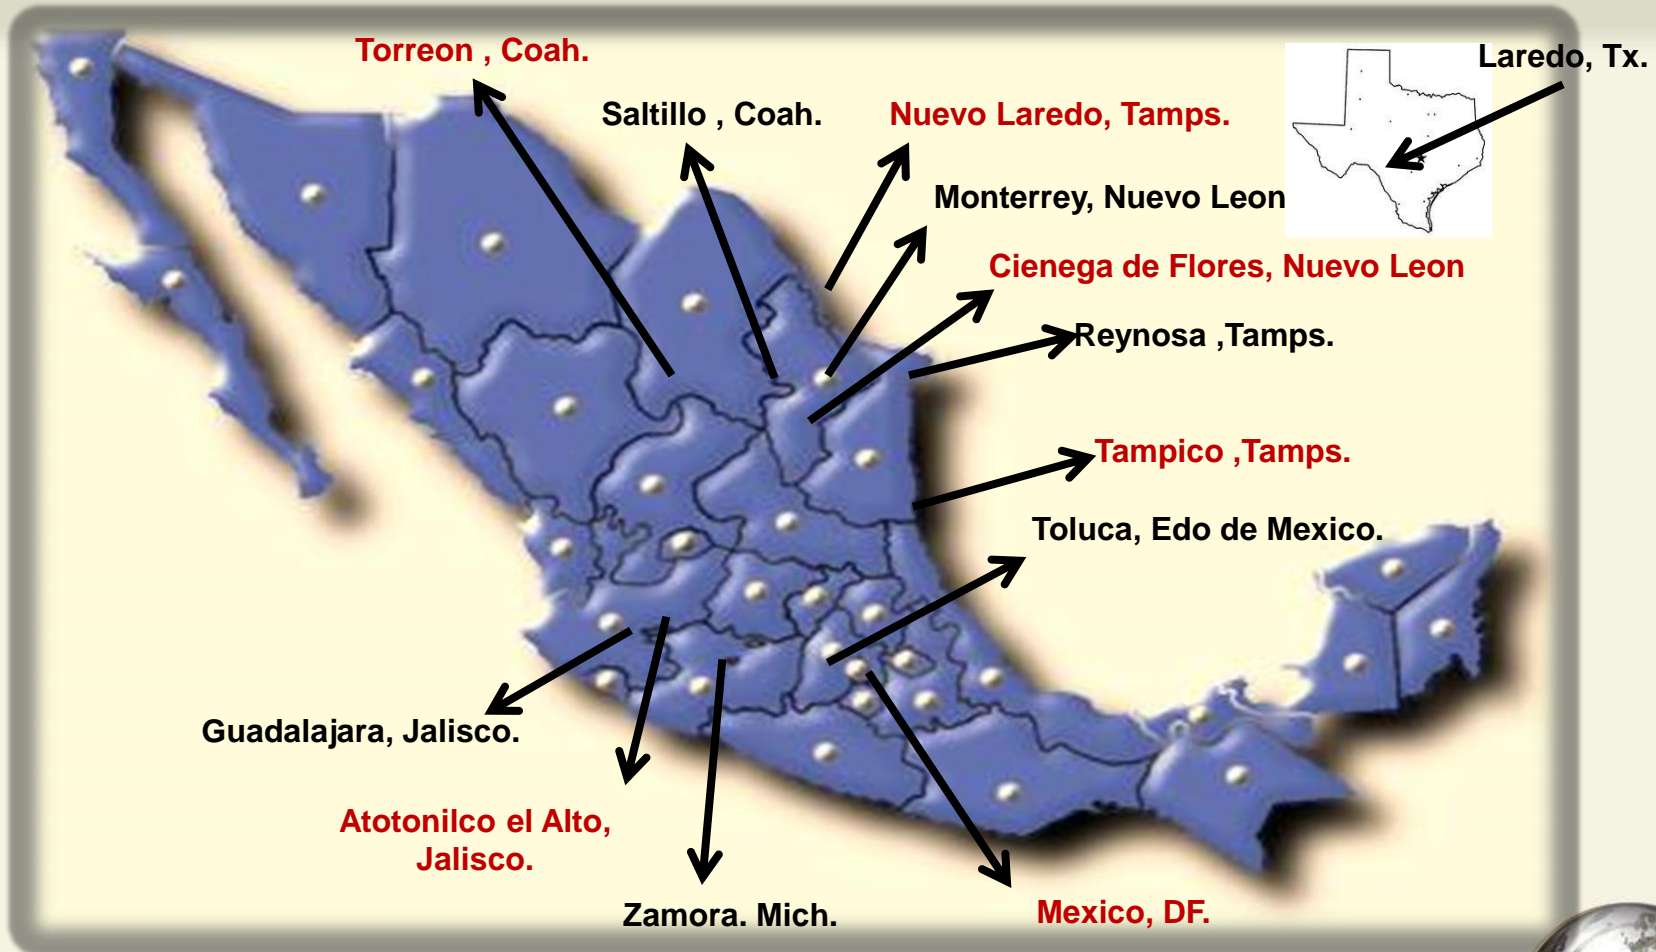 Torreon , Coah.
Laredo, Tx.
Saltillo , Coah.
Nuevo Laredo, Tamps.
Monterrey, Nuevo Leon
Cienega de Flores, Nuevo Leon
Reynosa ,Tamps.
Tampico ,Tamps.
Toluca, Edo de Mexico.
Guadalajara, Jalisco.
Atotonilco el Alto,
Jalisco.
Zamora. Mich.
Mexico, DF.